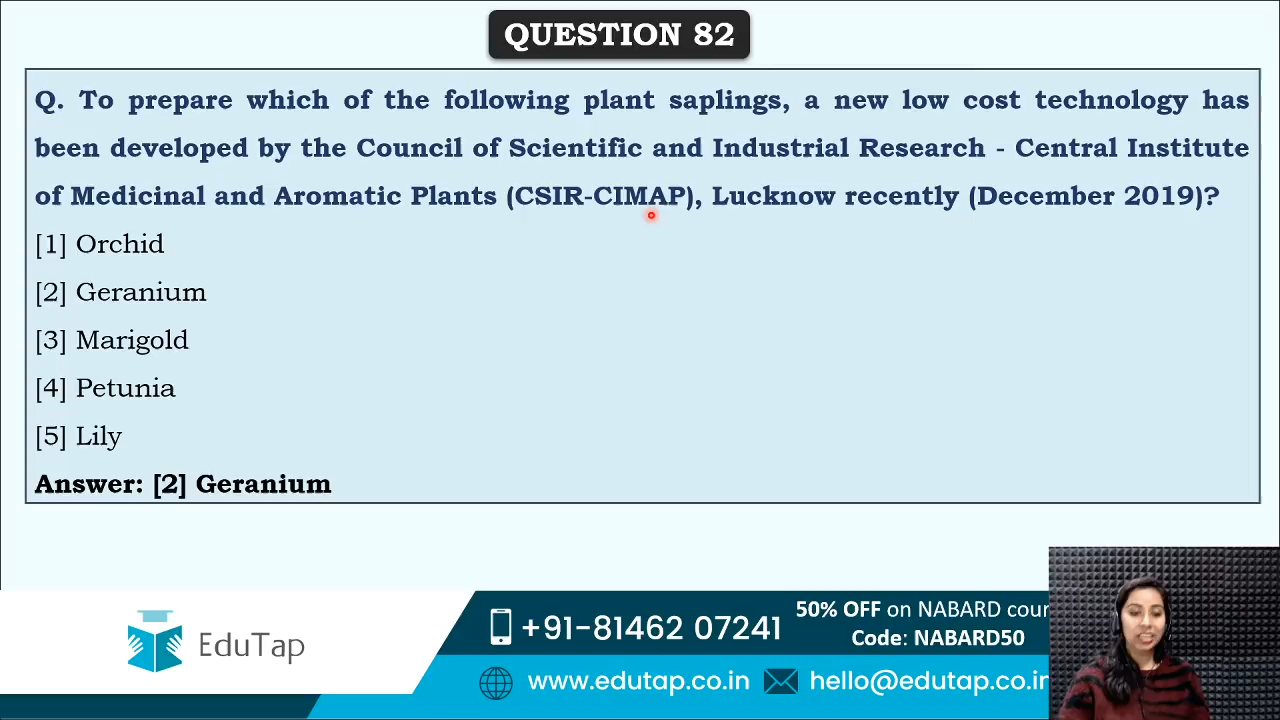 QUESTION 82
Q. To prepare which of the following plant saplings, a new low cost technology has
been developed by the Council of Scientific and Industrial Research - Central Institute
of Medicinal and Aromatic Plants (CSIR-CIMAP), Lucknow recently (December 2019)?
[1] Orchid
[2] Geranium
[3] Marigold
[4] Petunia
[5] Lily
Answer: [2] Geranium
EduTap
+91-81462 07241
50% OFF on NABARD cour
Code: NABARD50
www.edutap.co.in
hello@edutap.co.in